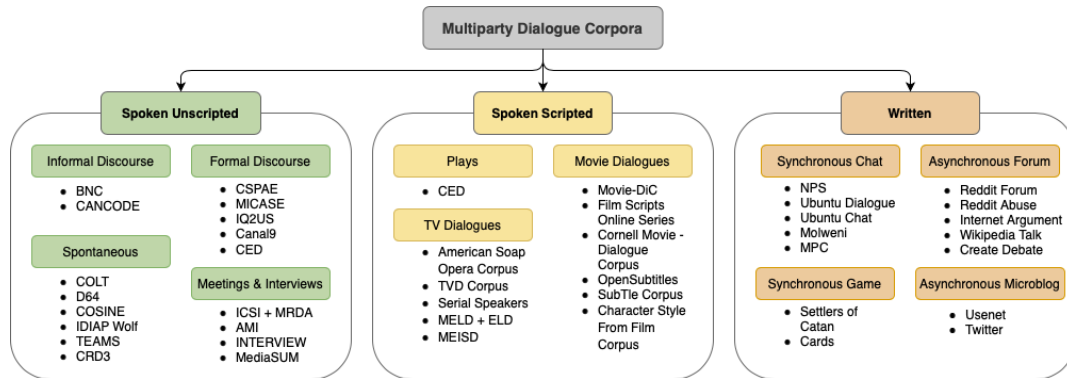 Multiparty Dialogue Corpora
Spoken Unscripted
Informal Discourse
• BNC
• CANCODE
Spontaneous
• COLT
• D64
• COSINE
• IDIAP Wolf
• TEAMS
• CRD3
Formal Discourse
• CSPAE
• MICASE
• IQ2US
• Canal9
• CED
Meetings & Interviews
• ICSI + MRDA
• AMI
• INTERVIEW
• MediaSUM
Spoken Scripted
Plays
• CED
TV Dialogues
• American Soap
Opera Corpus
• TVD Corpus
• Serial Speakers
• MELD + ELD
• MEISD
Movie Dialogues
• Movie-DiC
• Film Scripts
Online Series
• Cornell Movie -
Dialogue
Corpus
• OpenSubtitles
• SubTle Corpus
• Character Style
From Film
Corpus
Written
Synchronous Chat
• NPS
• Ubuntu Dialogue
• Ubuntu Chat
• Molweni
• MPC
Synchronous Game
• Settlers of
Catan
• Cards
Asynchronous Forum
• Reddit Forum
• Reddit Abuse
• Internet Argument
• Wikipedia Talk
• Create Debate
Asynchronous Microblog
• Usenet
• Twitter